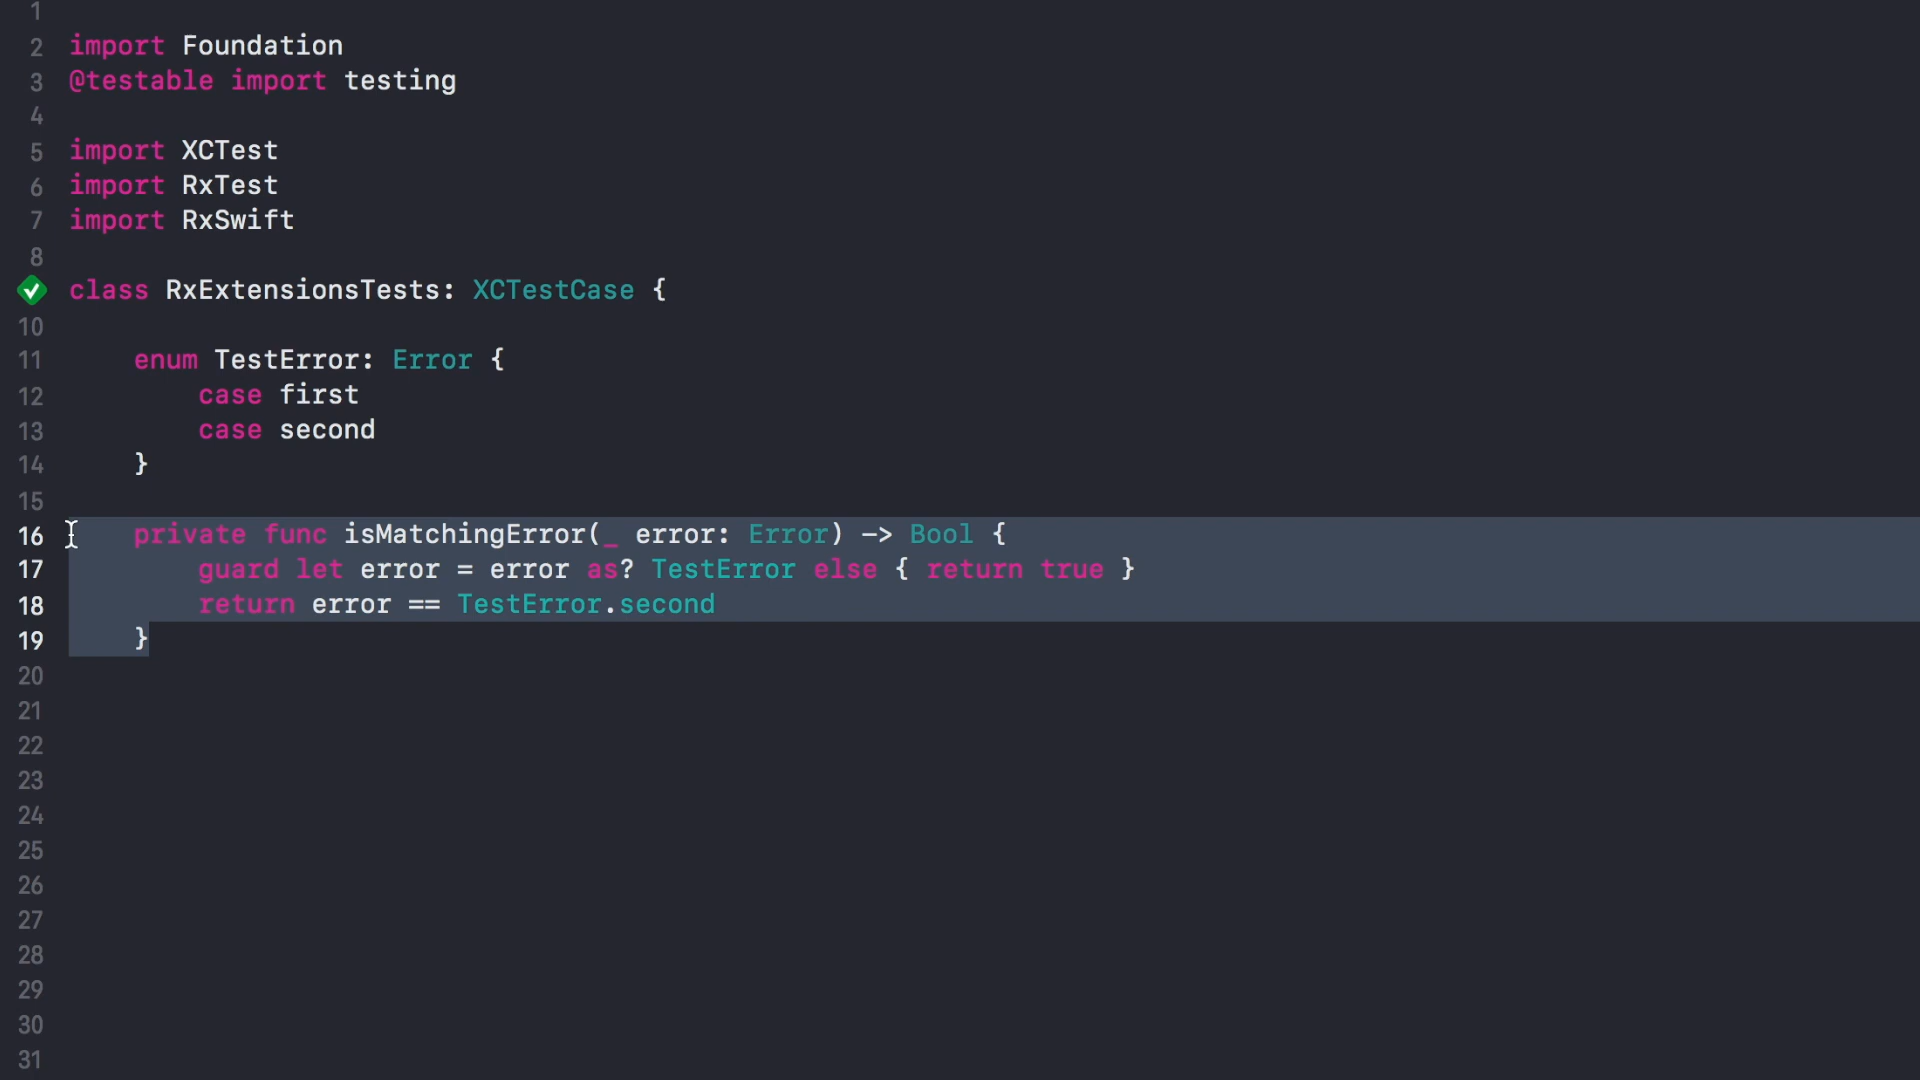 1
2 import Foundation
3 @testable import testing
4
5 import XCTest
6 import RxTest
7 import RxSwift
8
class RxExtensionsTests: XCTestCase {
10
11     enum TestError: Error {
12         case first
13         case second
14     }
15
16     private func isMatchingError(_ error: Error) -> Bool {
17         guard let error = error as? TestError else { return true }
18         return error == TestError.second
19     }
20
21
22
23
24
25
26
27
28
29
30
31